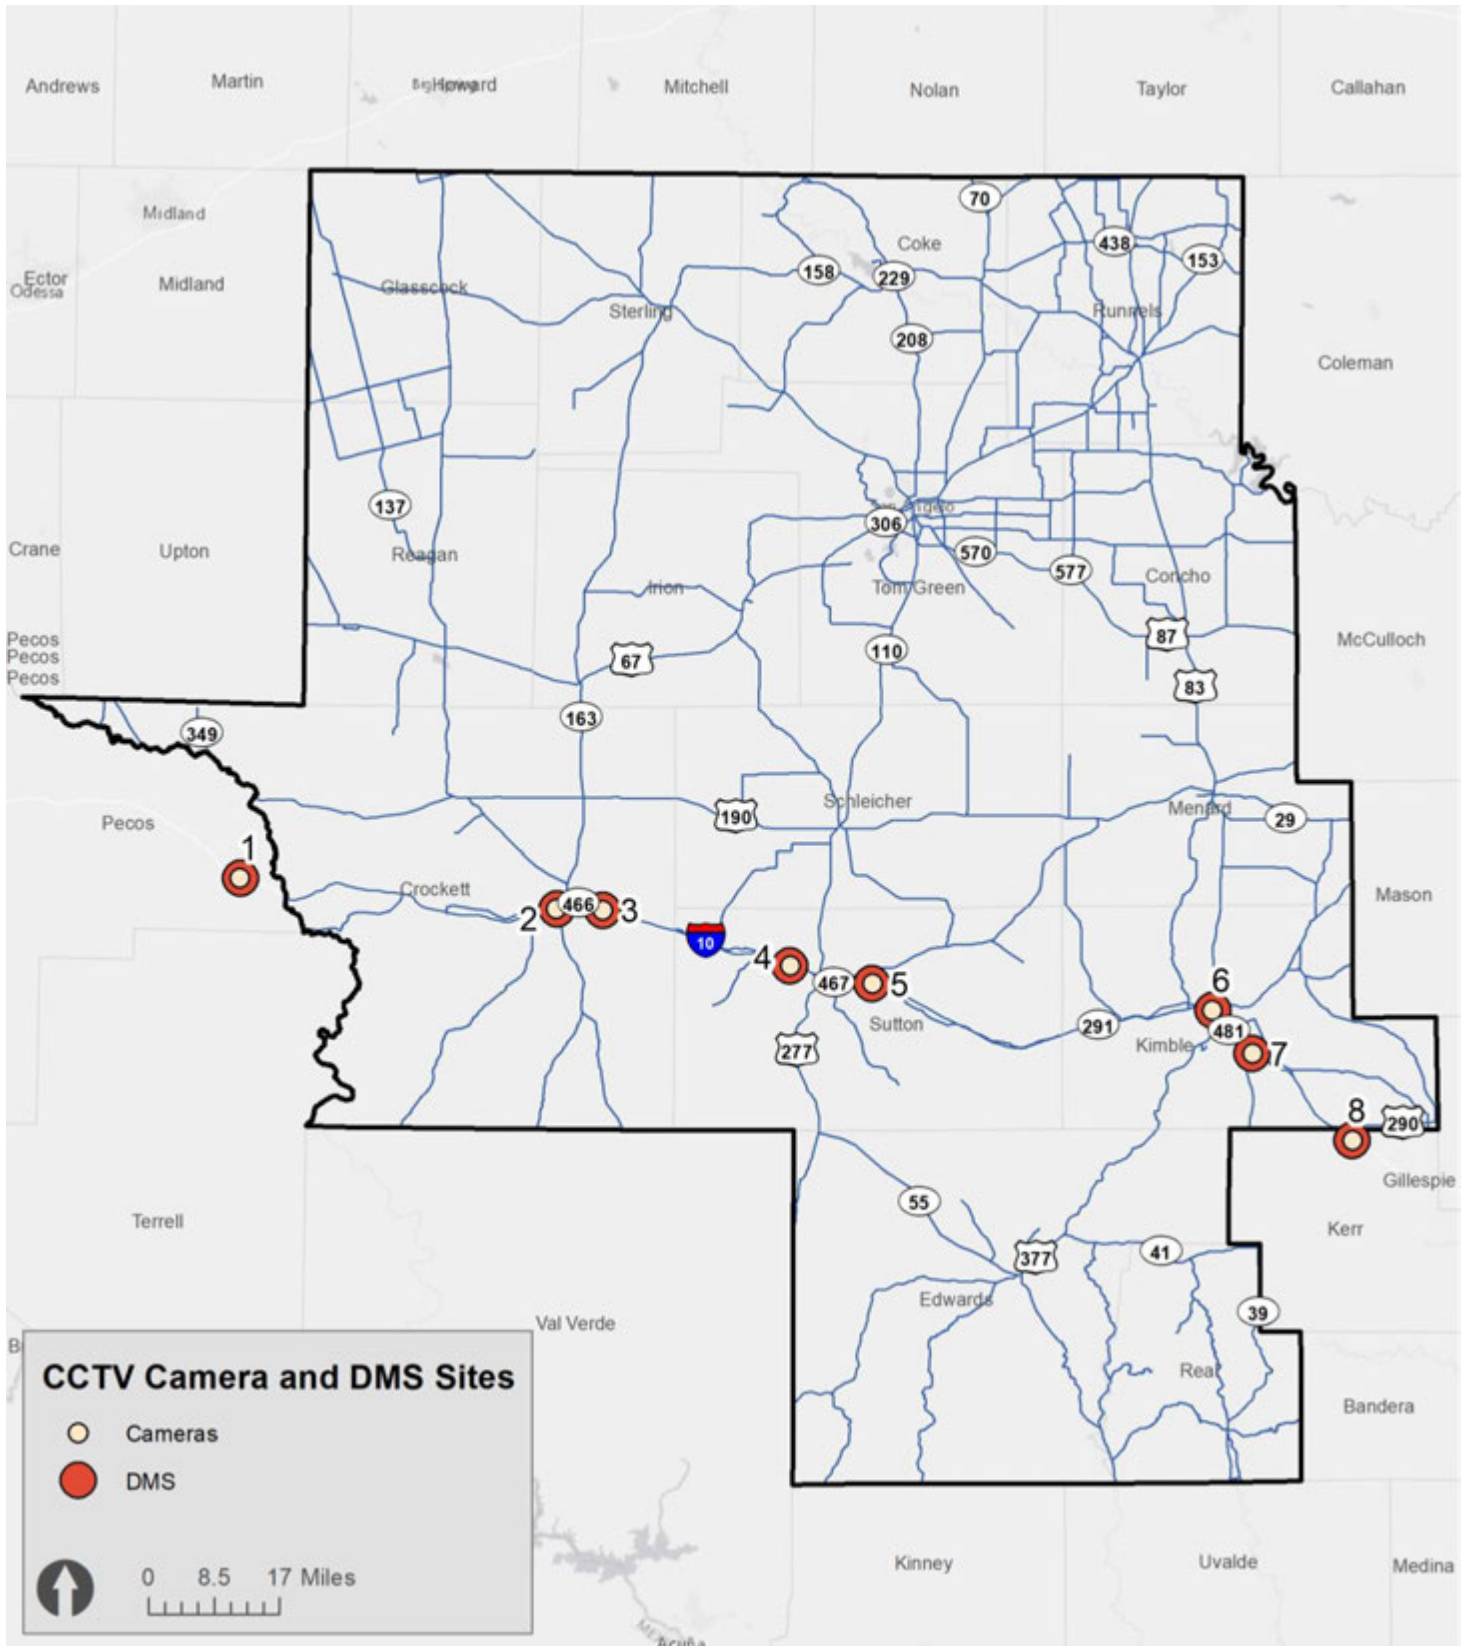 Andrews
Martin
Howard
Mitchell
Nolan
Taylor
Callahan
70
Midland
Coke
438
153
158
229
Ector
Odessa
Midland
Glasscock
Sterling
Runnels
208
Coleman
137
306
570
577
Crane
Upton
Reagan
Irion
Tom Green
Concho
Pecos
Pecos
Pecos
67
110
87
McCulloch
83
163
349
Schleicher
Menard
190
29
Pecos
1
Crockett
Mason
2
466
3
10
4
467
5
6
Sutton
291
481
277
Kimble
7
8
290
Gillespie
55
Terrell
Kerr
377
41
Edwards
39
Val Verde
Real
CCTV Camera and DMS Sites
Cameras
DMS
Bandera
0 8.5 17 Miles
Kinney
Uvalde
Medina
Acuña